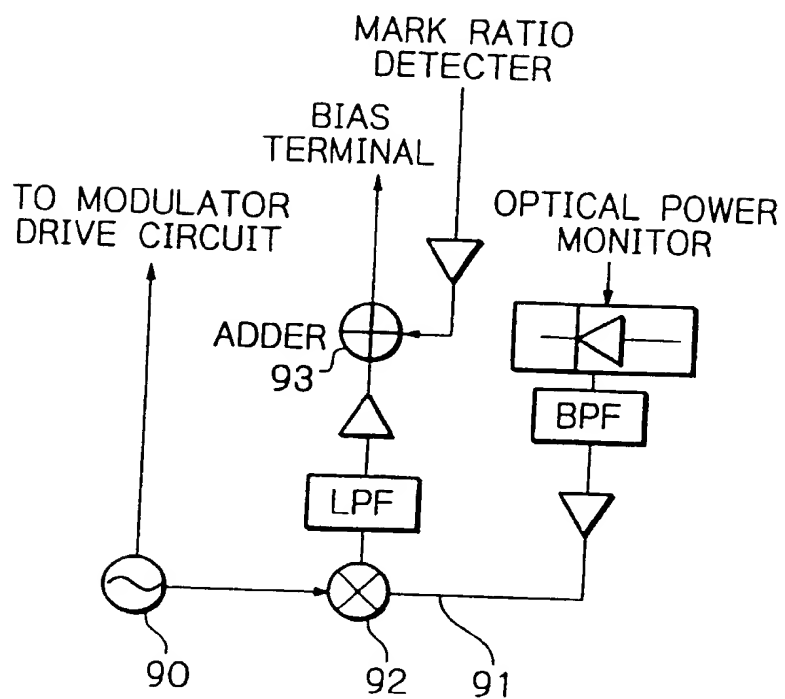 MARK RATIO
DETECTER
BIAS
TERMINAL
TO MODULATOR
DRIVE CIRCUIT
OPTICAL POWER
MONITOR
ADDER
93
BPF
LPF
90
92
91